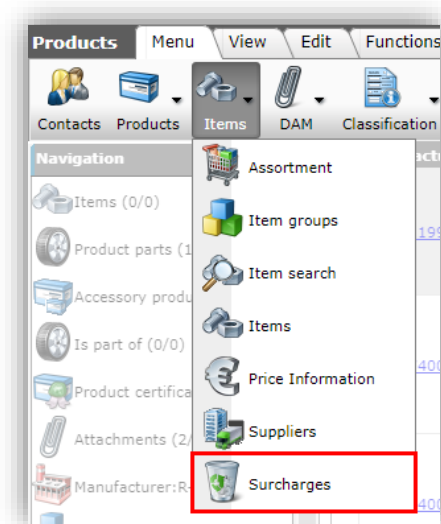 Products Menu View Edit Functions
Contacts Products Items DAM Classification
Navigation
Assortment
Items (0/0)
Item groups
199
Product parts (1
Item search
Accessory produ
Items
Is part of (0/0)
Price Information
400
Product certifica
Suppliers
Attachments (2/
Surcharges
Manufacturer:R-
400